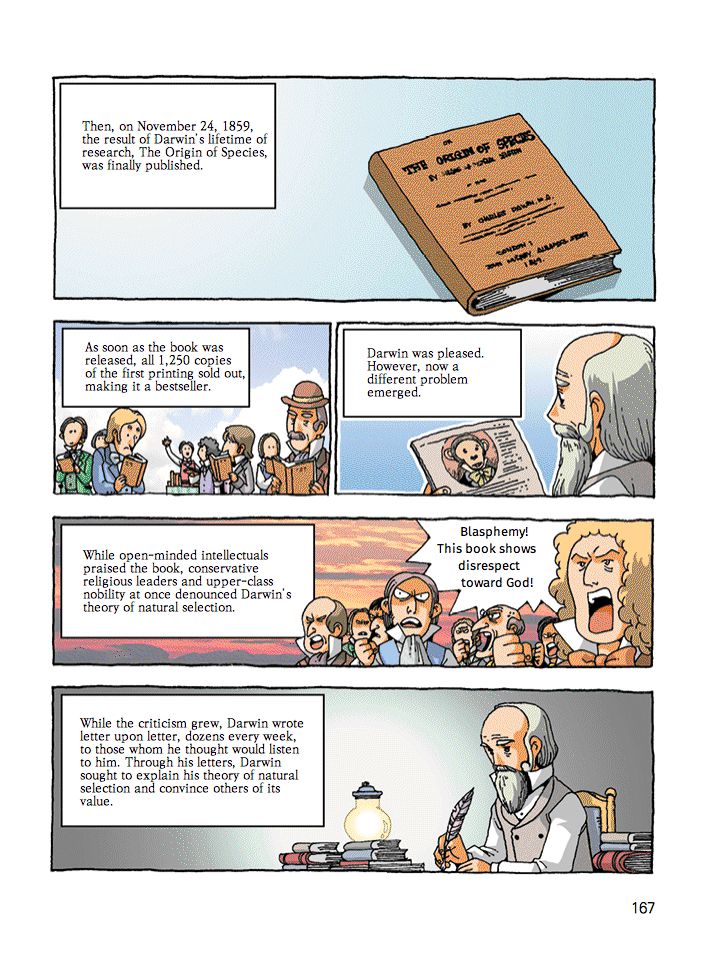 Then, on November 24, 1859,
the result of Darwin's lifetime of
research, The Origin of Species,
was finally published.
THE ORIGIN OF SPECIES
BY CHARLES DARWIN, M.A.
1859.
As soon as the book was
released, all 1,250 copies
of the first printing sold out,
making it a bestseller.
Darwin was pleased.
However, now a
different problem
emerged.
While open-minded intellectuals
praised the book, conservative
religious leaders and upper-class
nobility at once denounced Darwin's
theory of natural selection.
Blasphemy!
This book shows
disrespect
toward God!
While the criticism grew, Darwin wrote
letter upon letter, dozens every week,
to those whom he thought would listen
to him. Through his letters, Darwin
sought to explain his theory of natural
selection and convince others of its
value.
167